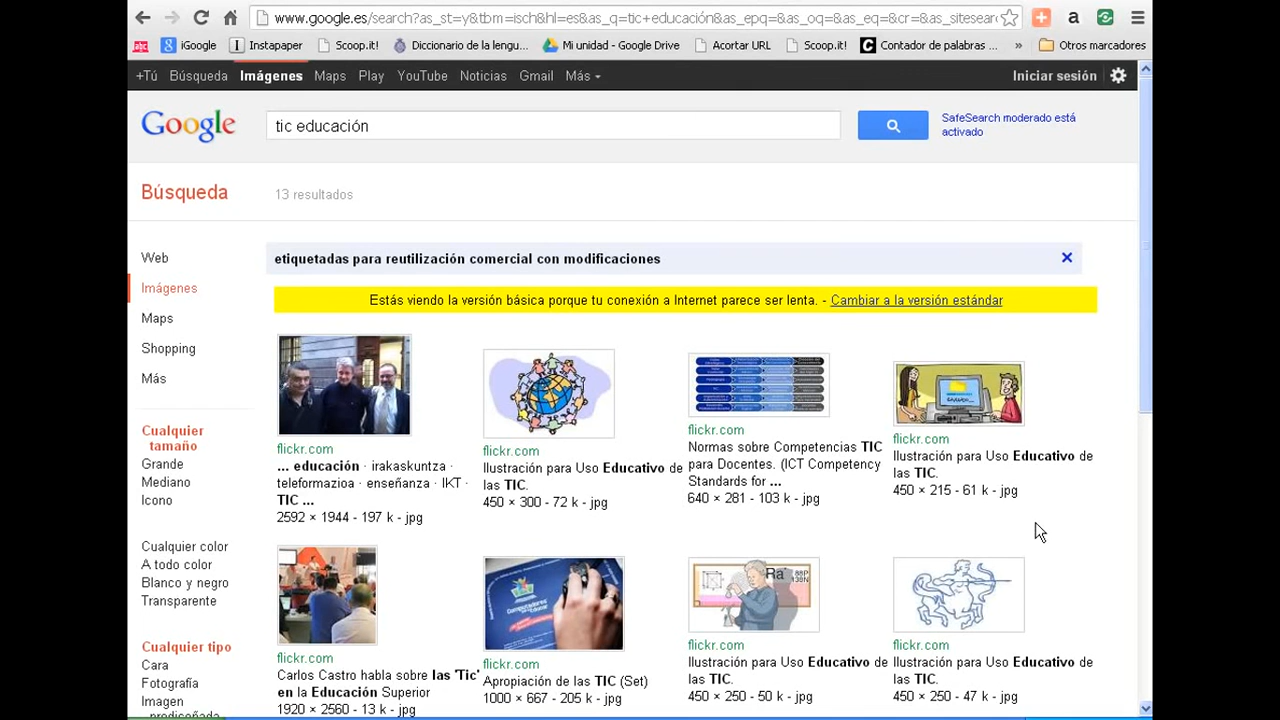 www.google.es/search?as_st=y&tbm=isch&hl=es&as_q=tic+educación&as_epq=&as_oq=&as_eq=&cr=&as_sitesear
abc
iGoogle
Instapaper
Scoop.it!
Diccionario de la lengu...
Mi unidad - Google Drive
Acortar URL
Scoop.it!
Contador de palabras ...
»
Otros marcadores
+Tú Búsqueda Imágenes Maps Play YouTube Noticias Gmail Más
Iniciar sesión
Google
tic educación
SafeSearch moderado está
activado
Búsqueda
13 resultados
Web
Imágenes
Maps
Shopping
Más
Cualquier
tamaño
Grande
Mediano
Icono
Cualquier color
A todo color
Blanco y negro
Transparente
Cualquier tipo
Cara
Fotografía
Imagen
prediseñada
etiquetadas para reutilización comercial con modificaciones
Estás viendo la versión básica porque tu conexión a Internet parece ser lenta. - Cambiar a la versión estándar
flickr.com
... educación · irakaskuntza ·
teleformazioa · enseñanza · IKT ·
TIC ...
2592 × 1944 - 197 k - jpg
flickr.com
Ilustración para Uso Educativo de
las TIC.
450 × 300 - 72 k - jpg
flickr.com
Normas sobre Competencias TIC
para Docentes. (ICT Competency
Standards for ...
640 × 281 - 103 k - jpg
flickr.com
Ilustración para Uso Educativo de
las TIC.
450 × 215 - 61 k - jpg
flickr.com
Carlos Castro habla sobre las 'Tic'
en la Educación Superior
1920 × 2560 - 13 k - jpg
flickr.com
Apropiación de las TIC (Set)
1000 × 667 - 205 k - jpg
Ra
flickr.com
Ilustración para Uso Educativo de
las TIC.
450 × 250 - 50 k - jpg
flickr.com
Ilustración para Uso Educativo de
las TIC.
450 × 250 - 47 k - jpg